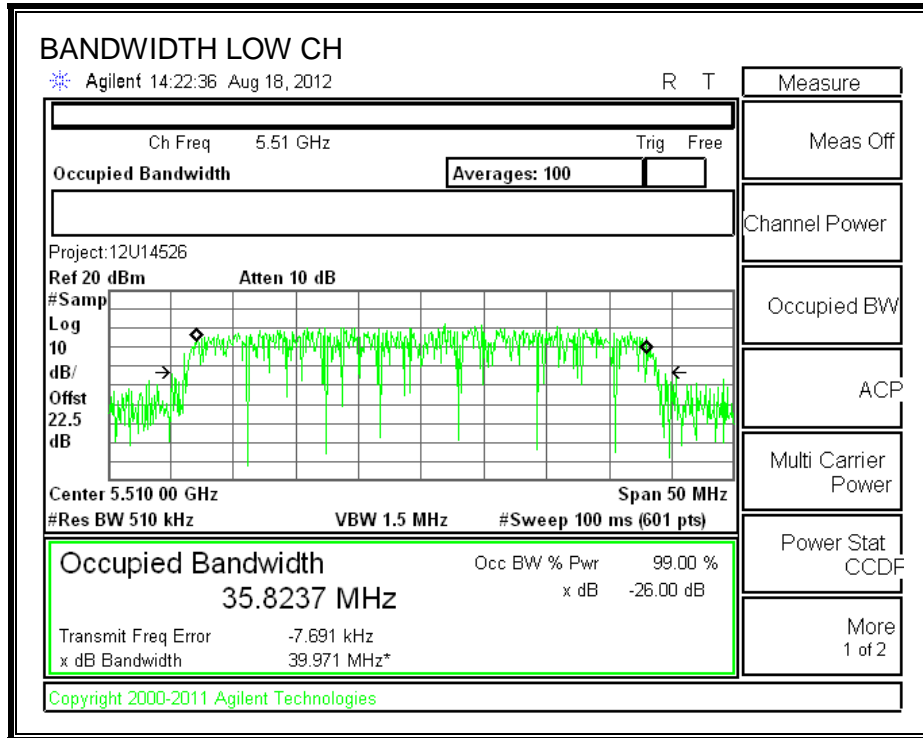 BANDWIDTH LOW CH
Agilent 14:22:36 Aug 18, 2012 R T
Measure
Ch Freq 5.51 GHz Trig Free
Meas Off
Occupied Bandwidth Averages: 100
Channel Power
Project:12U14526
Ref 20 dBm Atten 10 dB
#Samp
Log
10
dB/
Offst
22.5
dB
Occupied BW
ACP
Multi Carrier
Power
Center 5.510 00 GHz Span 50 MHz
#Res BW 510 kHz VBW 1.5 MHz #Sweep 100 ms (601 pts)
Power Stat
CCDF
Occupied Bandwidth Occ BW % Pwr 99.00 %
35.8237 MHz x dB -26.00 dB
Transmit Freq Error -7.691 kHz
x dB Bandwidth 39.971 MHz*
More
1 of 2
Copyright 2000-2011 Agilent Technologies